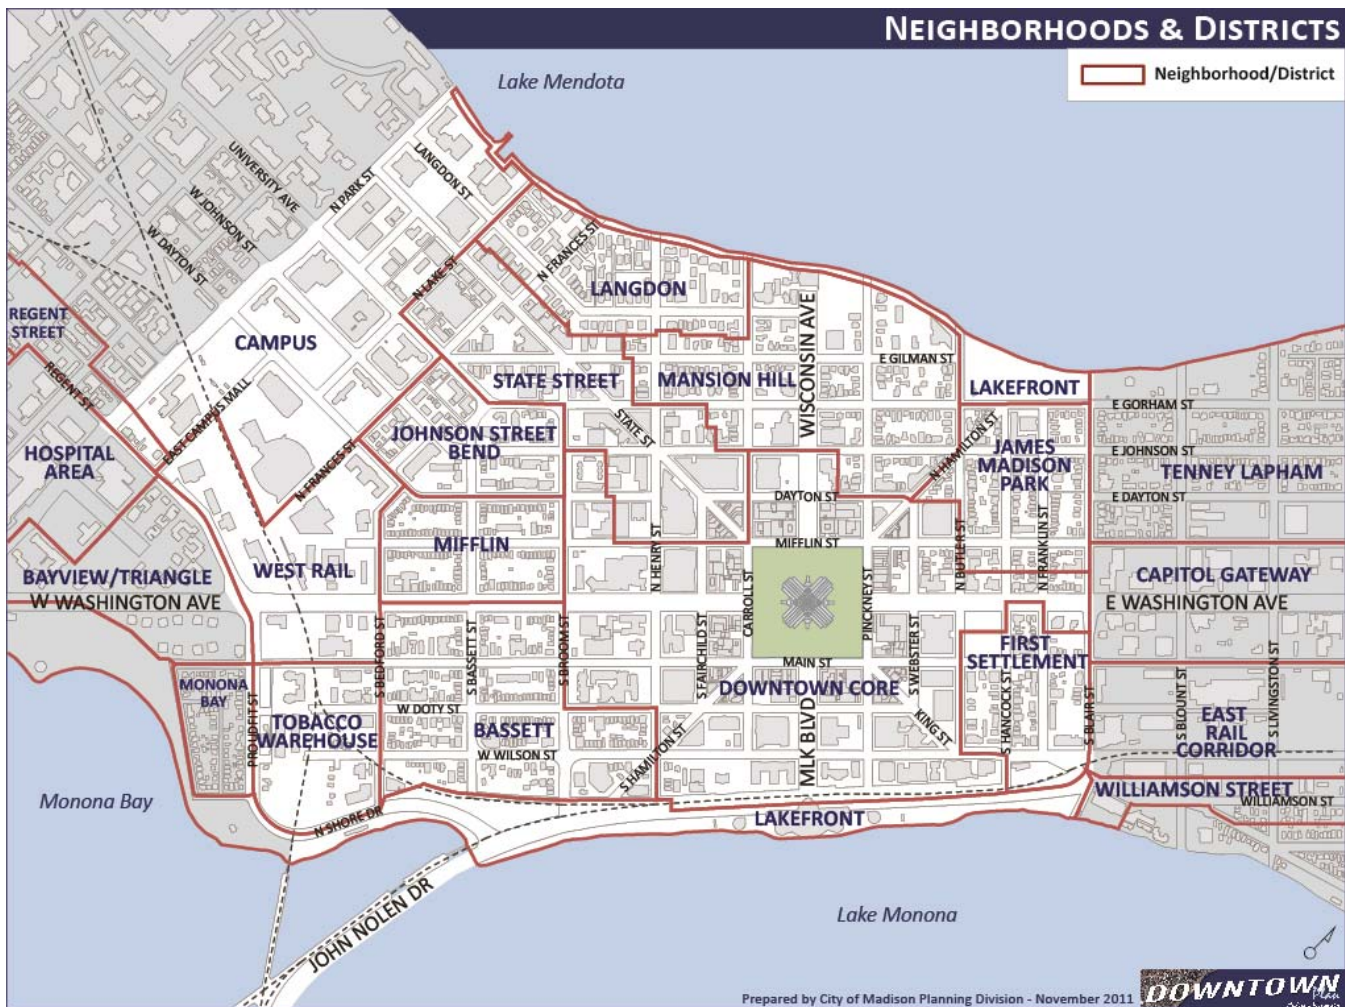 NEIGHBORHOODS & DISTRICTS
Neighborhood/District
Lake Mendota
LANGDON ST
UNIVERSITY AVE
N PARK ST
W JOHNSON ST
W DAYTON ST
N FRANCES ST
N LAKE ST
LANGDON
REGENT
STREET
CAMPUS
WISCONSIN AVE
E GILMAN ST
REGENT ST
STATE STREET
MANSION HILL
LAKEFRONT
E GORHAM ST
EAST CAMPUS MALL
STATE ST
JOHNSON STREET
BEND
N HAMILTON ST
JAMES
MADISON
PARK
E JOHNSON ST
HOSPITAL
AREA
N FRANCES ST
TENNEY LAPHAM
DAYTON ST
E DAYTON ST
MIFFLIN
MIFFLIN ST
N HENRY ST
N BUTLER ST
N FRANKLIN ST
WEST RAIL
BAYVIEW/TRIANGLE
CAPITOL GATEWAY
W WASHINGTON AVE
E WASHINGTON AVE
CARROLL ST
PINCKNEY ST
S BEDFORD ST
S BASSETT ST
S BROOM ST
S FAIRCHILD ST
S WEBSTER ST
FIRST
SETTLEMENT
MAIN ST
MONONA
BAY
DOWNTOWN CORE
PROUDFIT ST
W DOTY ST
TOBACCO
WAREHOUSE
BASSETT
W WILSON ST
S HAMILTON ST
MLK BLVD
KING ST
S HANCOCK ST
S BLAIR ST
S BLOUNT ST
S LIVINGSTON ST
EAST
RAIL
CORRIDOR
WILLIAMSON STREET
WILLIAMSON ST
Monona Bay
N SHORE DR
LAKEFRONT
JOHN NOLEN DR
Lake Monona
Prepared by City of Madison Planning Division - November 2011
DOWNTOWN
Plan